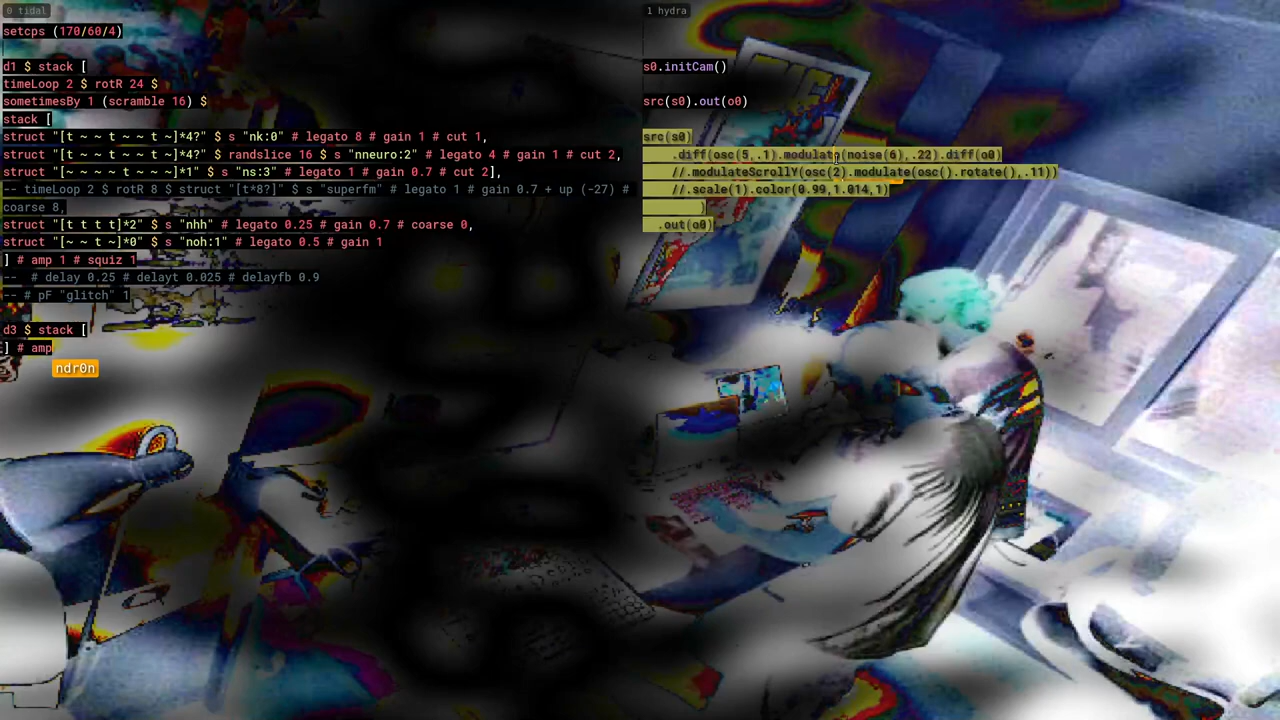 0 tidal
setcps (170/60/4)
d1 $ stack [
timeLoop 2 $ rotR 24 $
sometimesBy 1 (scramble 16) $
stack [
struct "[t ~ ~ t ~ ~ t ~]*4?" $ s "nk:0" # legato 8 # gain 1 # cut 1,
struct "[t ~ ~ t ~ ~ t ~]*4?" $ randslice 16 $ s "nneuro:2" # legato 4 # gain 1 # cut 2,
struct "[~ ~ ~ ~ t ~ ~ ~]*1" $ s "ns:3" # legato 1 # gain 0.7 # cut 2],
-- timeLoop 2 $ rotR 8 $ struct "[t*8?]" $ s "superfm" # legato 1 # gain 0.7 + up (-27) #
coarse 8,
struct "[t t t t]*2" $ s "nhh" # legato 0.25 # gain 0.7 # coarse 0,
struct "[~ ~ t ~]*0" $ s "noh:1" # legato 0.5 # gain 1
] # amp 1 # squiz 1
--  # delay 0.25 # delayt 0.025 # delayfb 0.9
-- # pF "glitch" 1
d3 $ stack [
] # amp
ndr0n
1 hydra
s0.initCam()
src(s0).out(o0)
src(s0)
.diff(osc(5,.1).modulate(noise(6),.22).diff(o0)
//.modulateScrollY(osc(2).modulate(osc().rotate(),.11))
//.scale(1).color(0.99,1.014,1)
)
.out(o0)